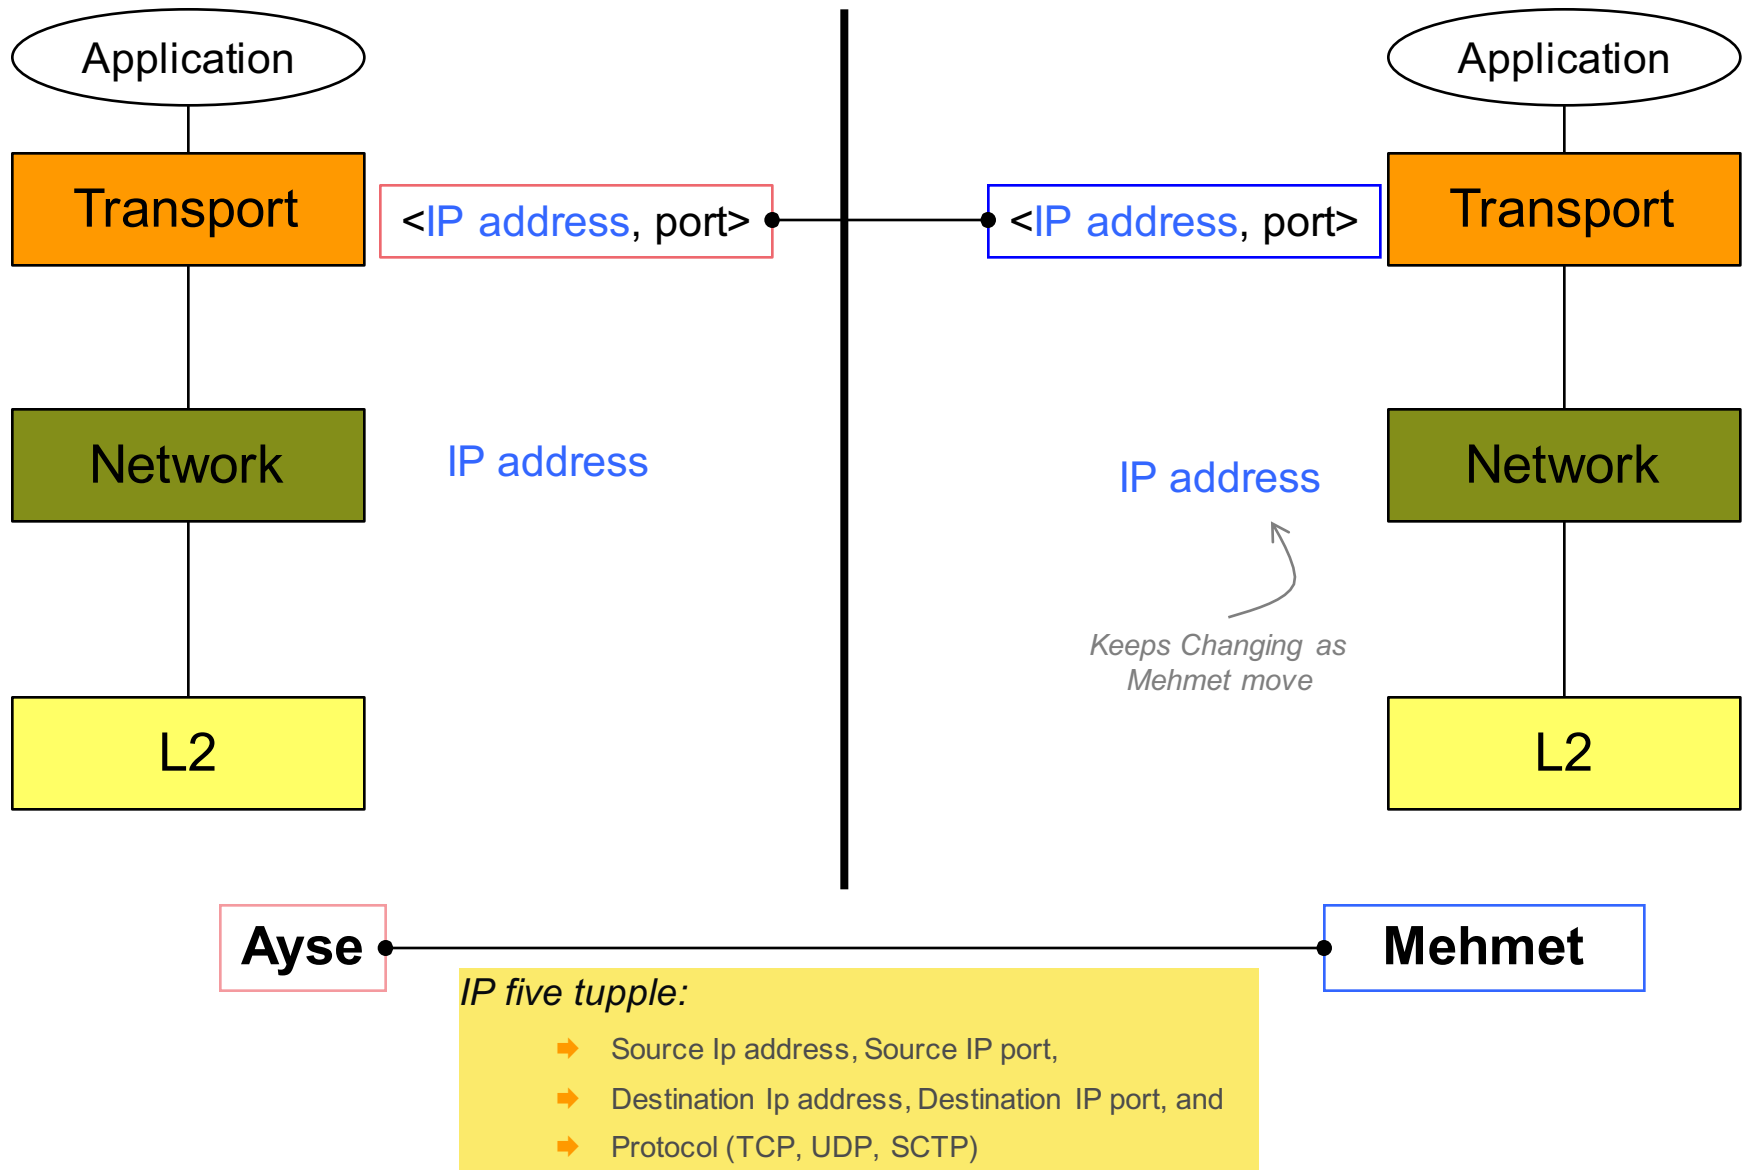 Application
Application
Transport
<IP address, port>
<IP address, port>
Transport
Network
IP address
IP address
Network
Keeps Changing as
Mehmet move
L2
L2
Ayse
Mehmet
IP five tupple:
Source Ip address, Source IP port,
Destination Ip address, Destination IP port, and
Protocol (TCP, UDP, SCTP)